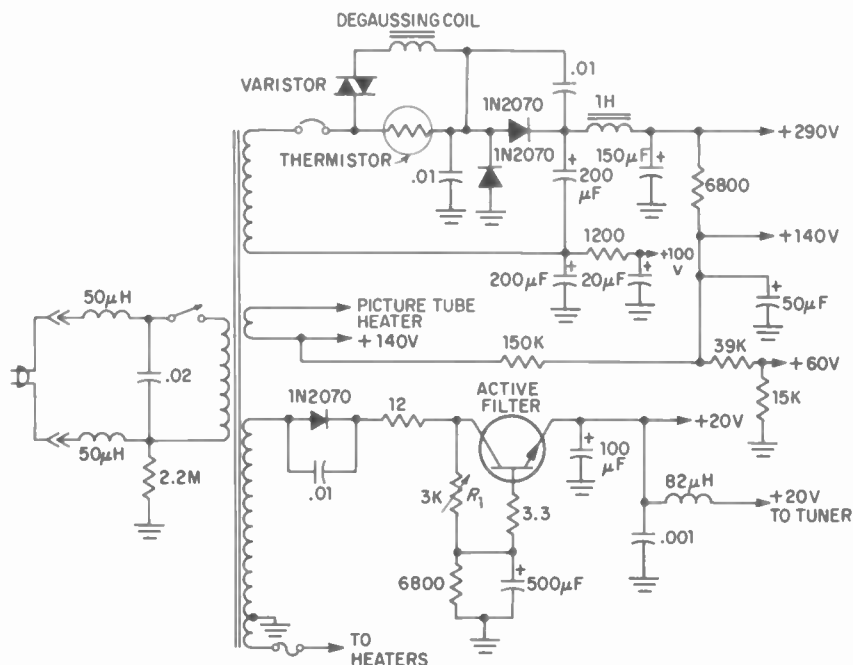 DEGAUSSING COIL
VARISTOR
.01
1N2070
1H
+290V
THERMISTOR
1N2070
.01
+
200
µF
150µF
+
6800
+140V
1200
+100
V
200µF
+
20µF
+
+
50µF
50µH
PICTURE TUBE
HEATER
+140V
150K
39K
+60V
.02
15K
1N2070
12
ACTIVE
FILTER
+20V
50µH
2.2M
.01
3K
R1
3.3
+
100
µF
82µH
+20V
TO TUNER
.001
6800
+
500µF
TO
HEATERS